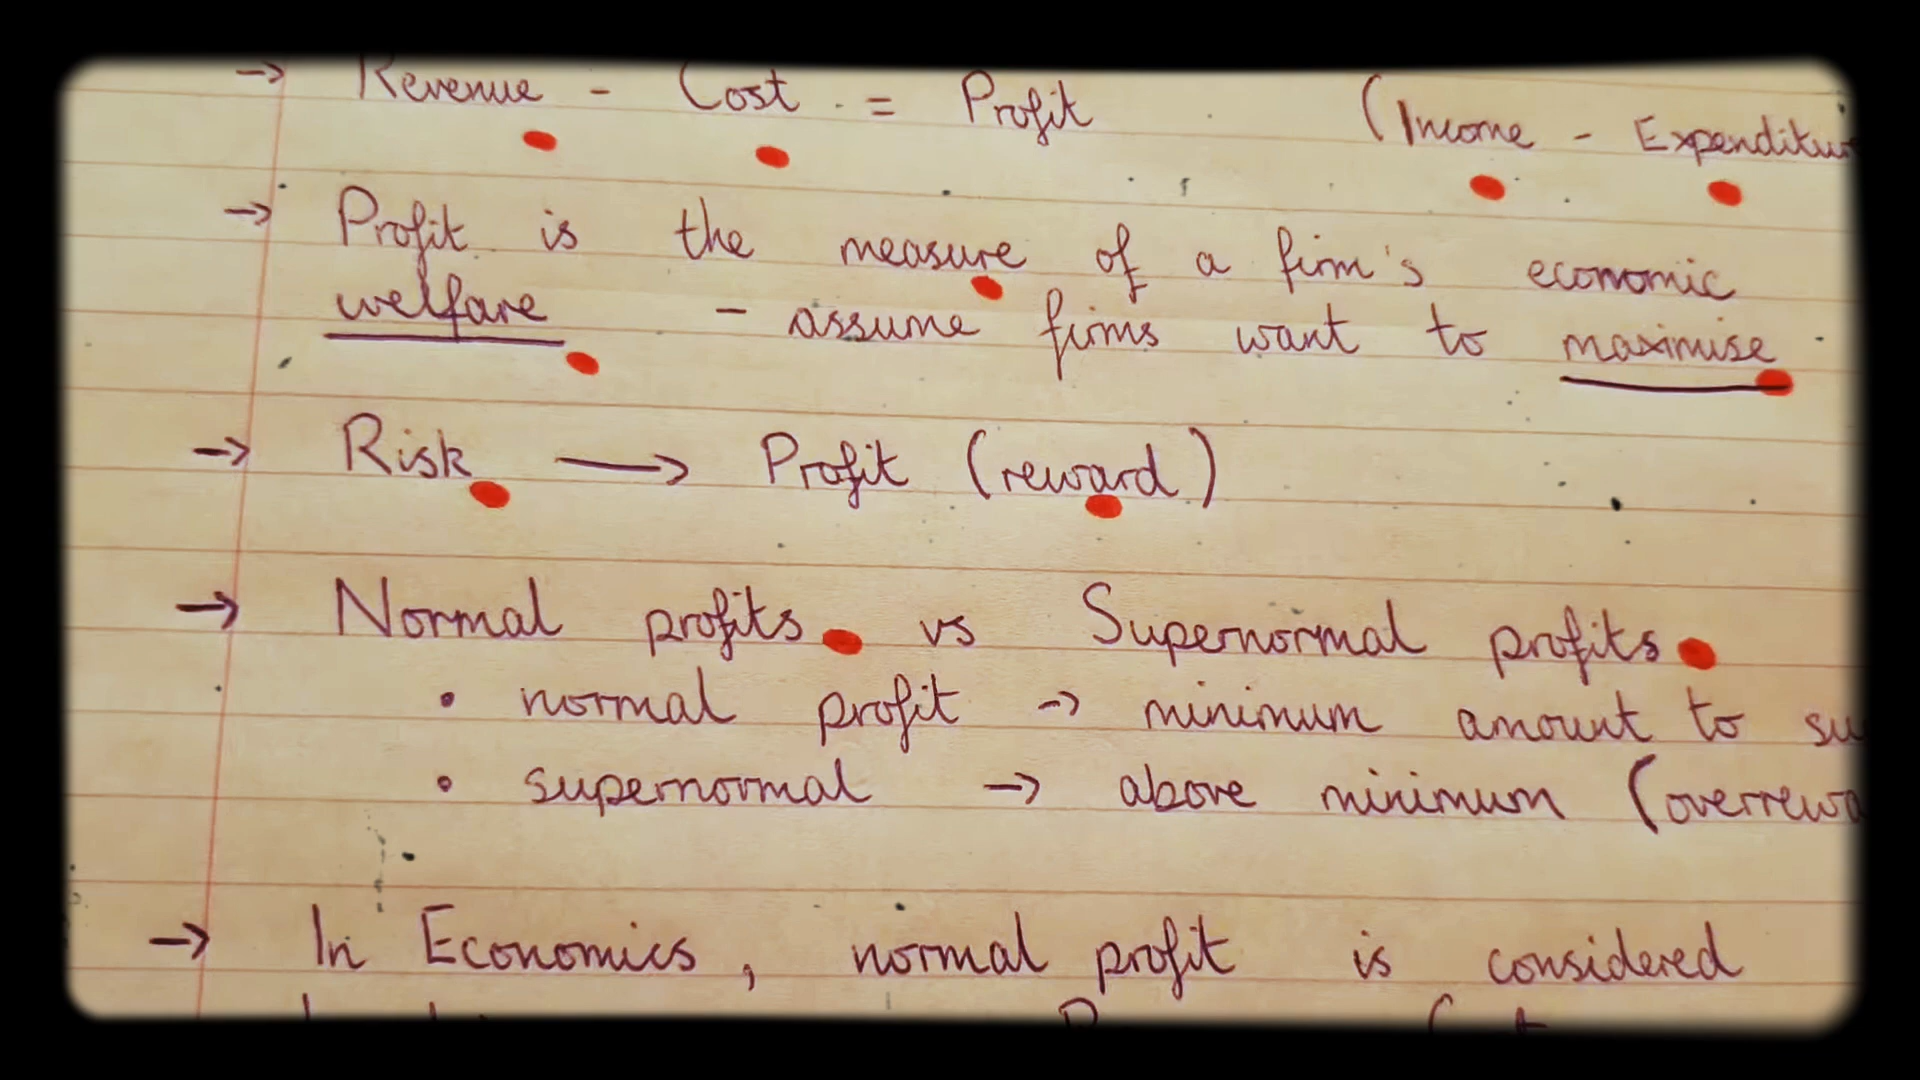 → Revenue - Cost = Profit (Income - Expenditur
→ Profit is the measure of a firm's economic
welfare - assume firms want to maximise
→ Risk → Profit (reward)
→ Normal profits vs Supernormal profits
• normal profit → minimum amount to su
• supernormal → above minimum (overrewa
→ In Economics, normal profit is considered